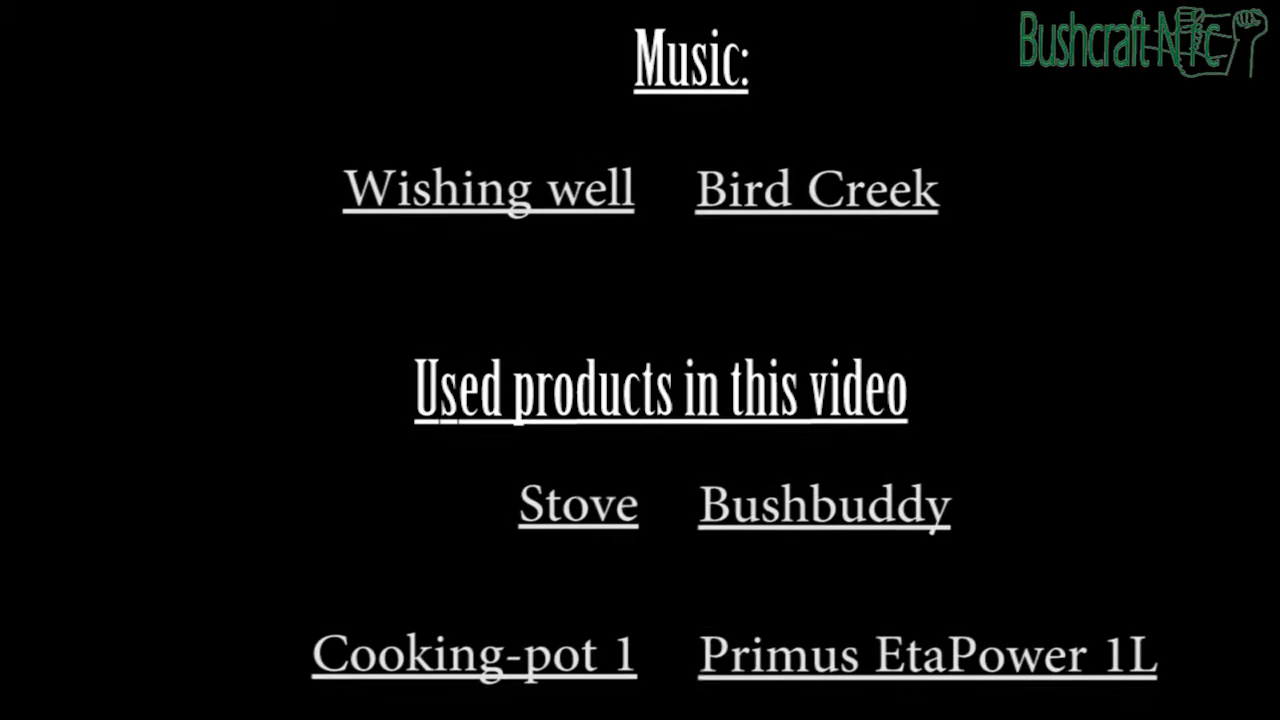 Bushcraft NTC
Music:
Wishing well Bird Creek
Used products in this video
Stove Bushbuddy
Cooking-pot 1 Primus EtaPower 1L